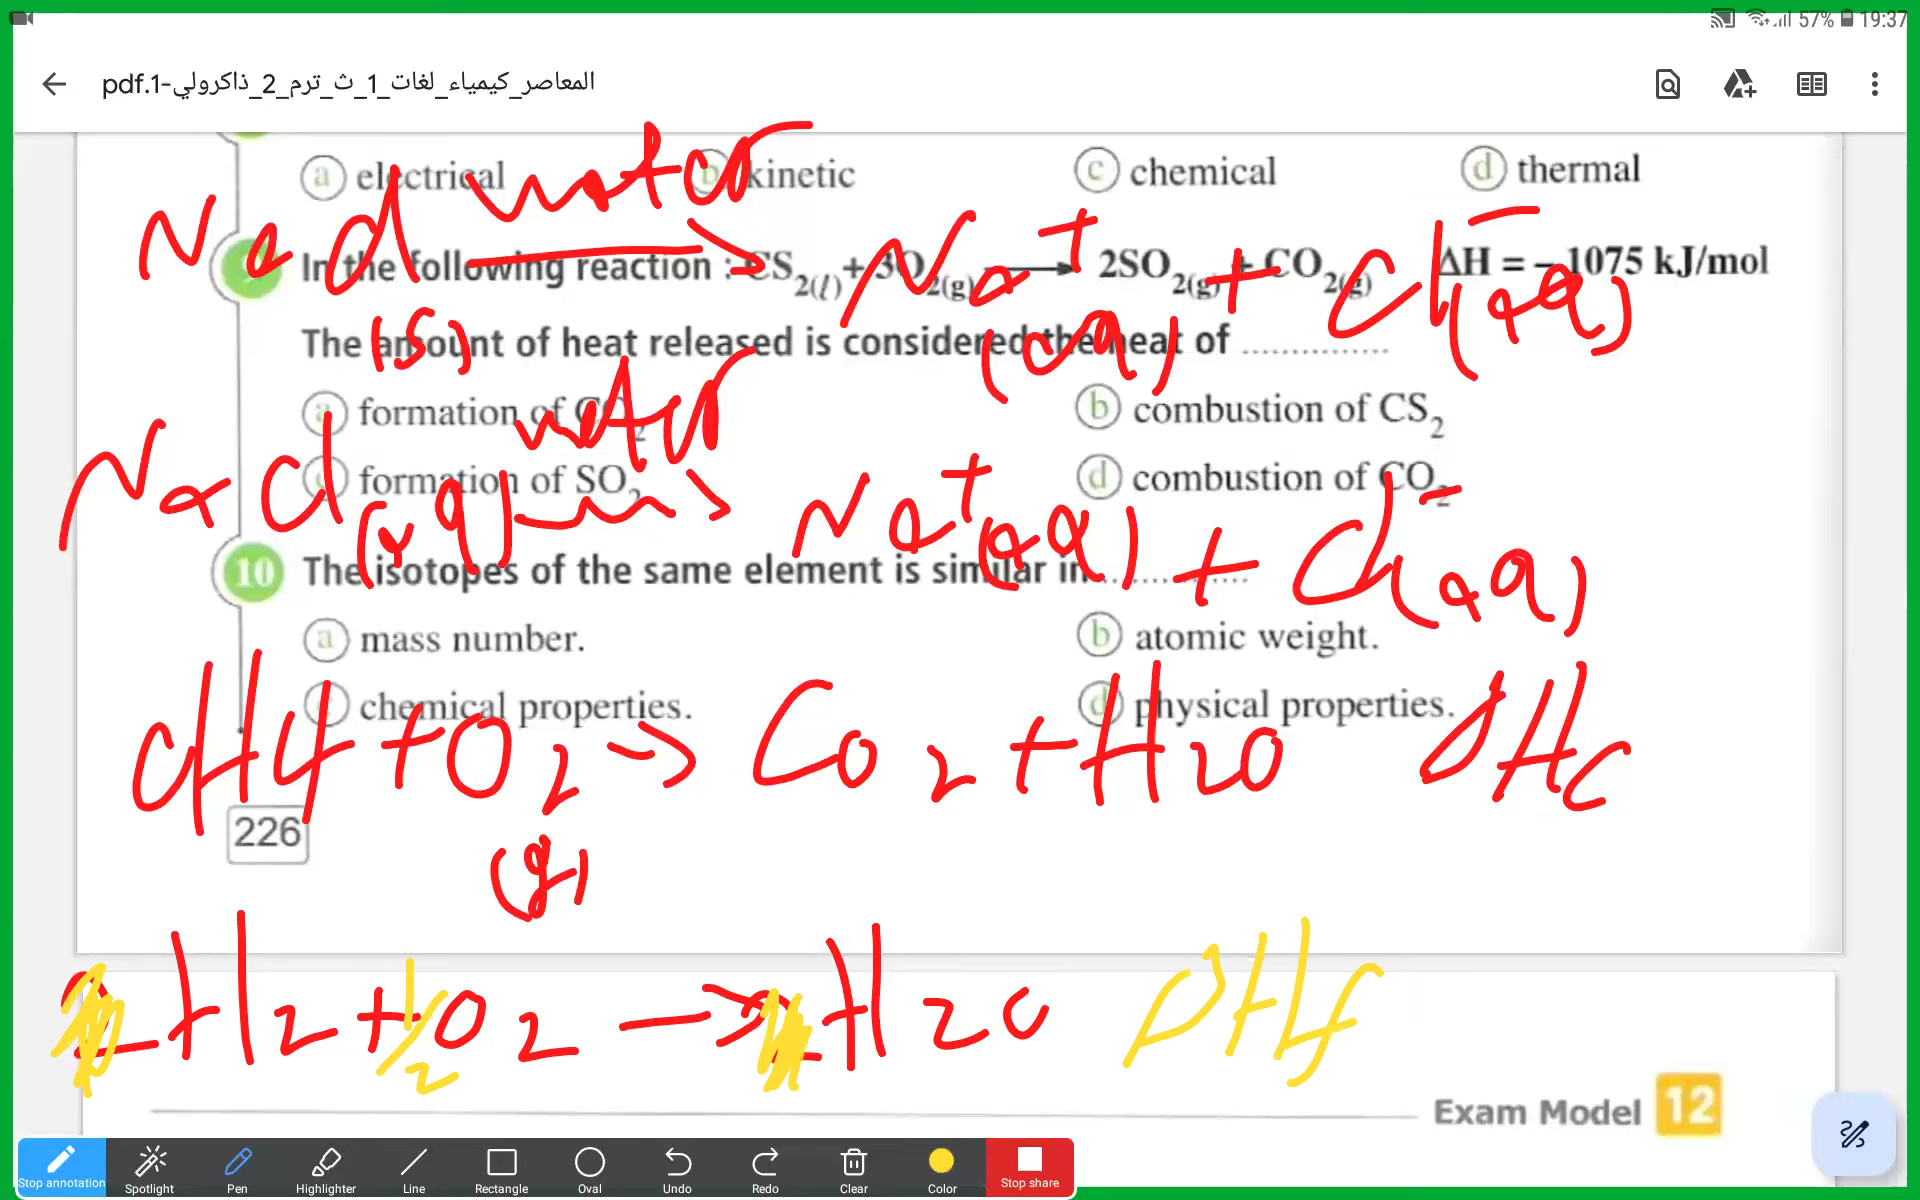 57% 19:37
المعاصر_كيمياء_لغات_1_ث_ترم_2_ذاكرولي-1.pdf
a electrical b kinetic c chemical d thermal
NaCl(s) water → Na+(aq) + Cl-(aq)
In the following reaction : CS2(l) + 3O2(g) → 2SO2(g) + CO2(g) ΔH = – 1075 kJ/mol
The amount of heat released is considered the heat of ...............
a formation of CO2 b combustion of CS2
NaCl(aq) water → Na+(aq) + Cl-(aq)
formation of SO2 d combustion of CO2
10 The isotopes of the same element is similar in ...............
a mass number. b atomic weight.
chemical properties. d physical properties.
CH4 + O2 (g) → CO2 + H2O ΔHc
226
H2 + 1/2 O2 → H2O ΔHf
Exam Model 12
Stop annotation Spotlight Pen Highlighter Line Rectangle Oval Undo Redo Clear Color Stop share